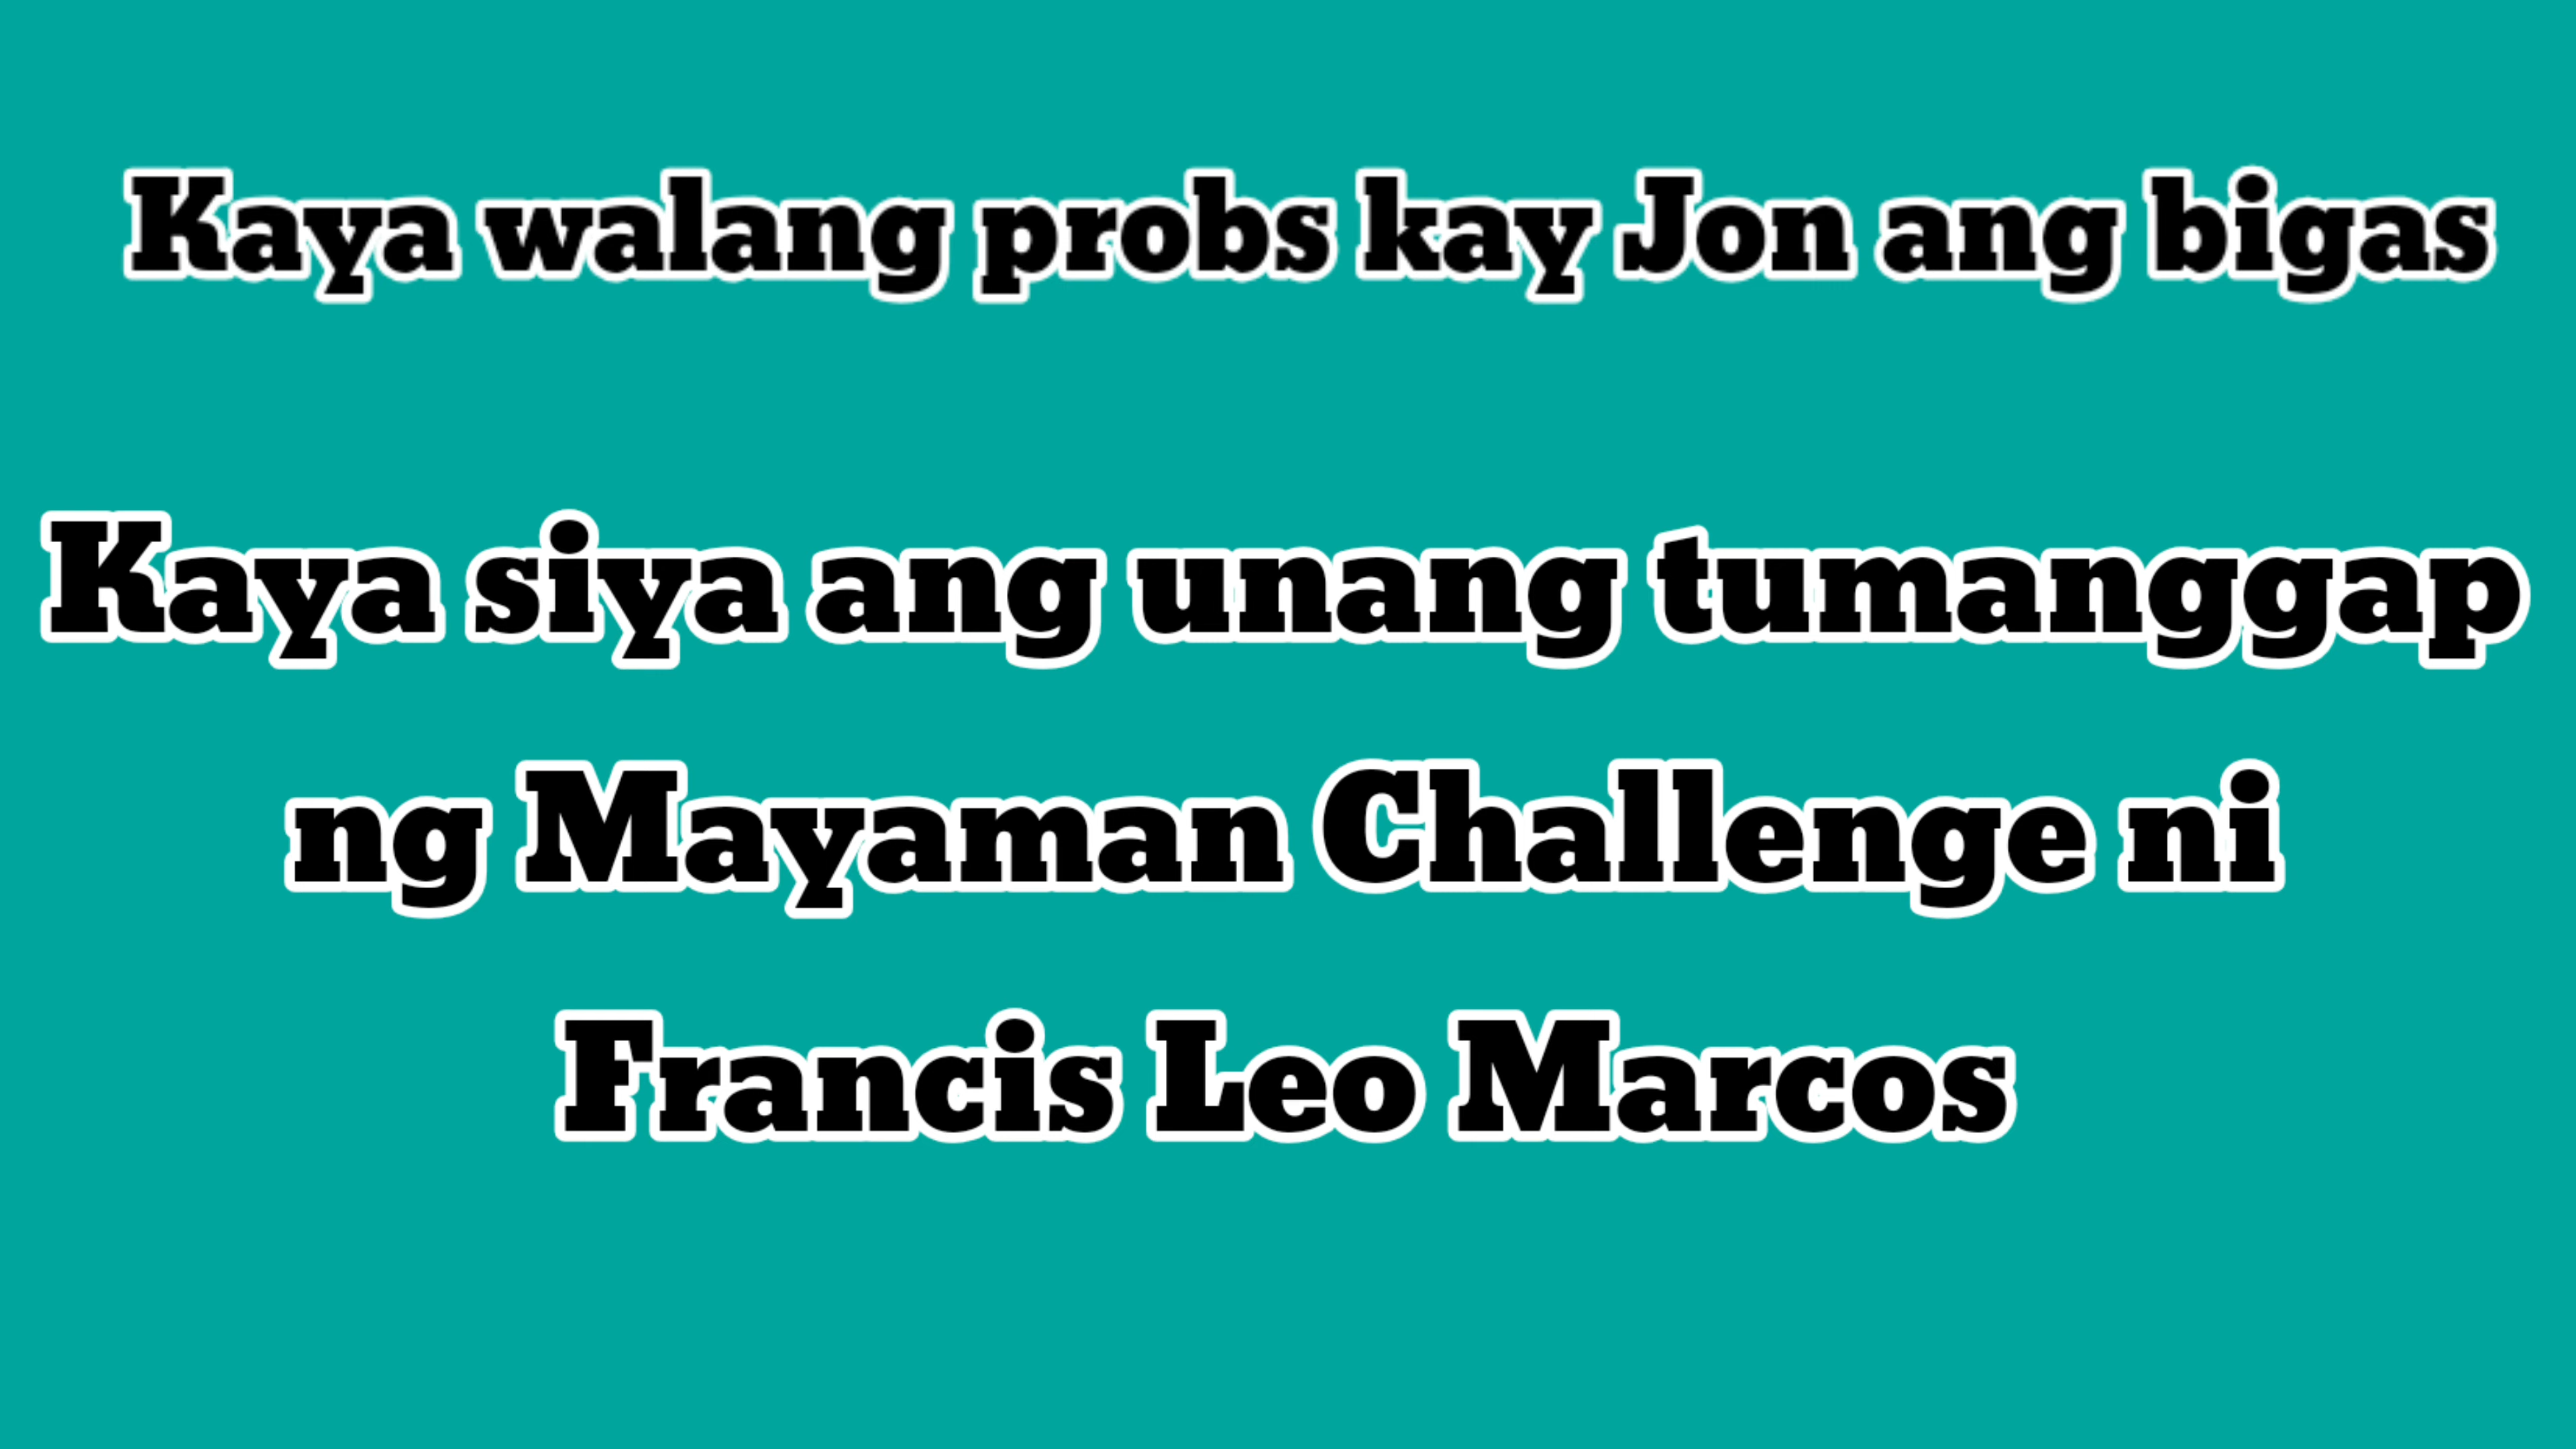 Kaya walang probs kay Jon ang bigas
Kaya siya ang unang tumanggap
ng Mayaman Challenge ni
Francis Leo Marcos